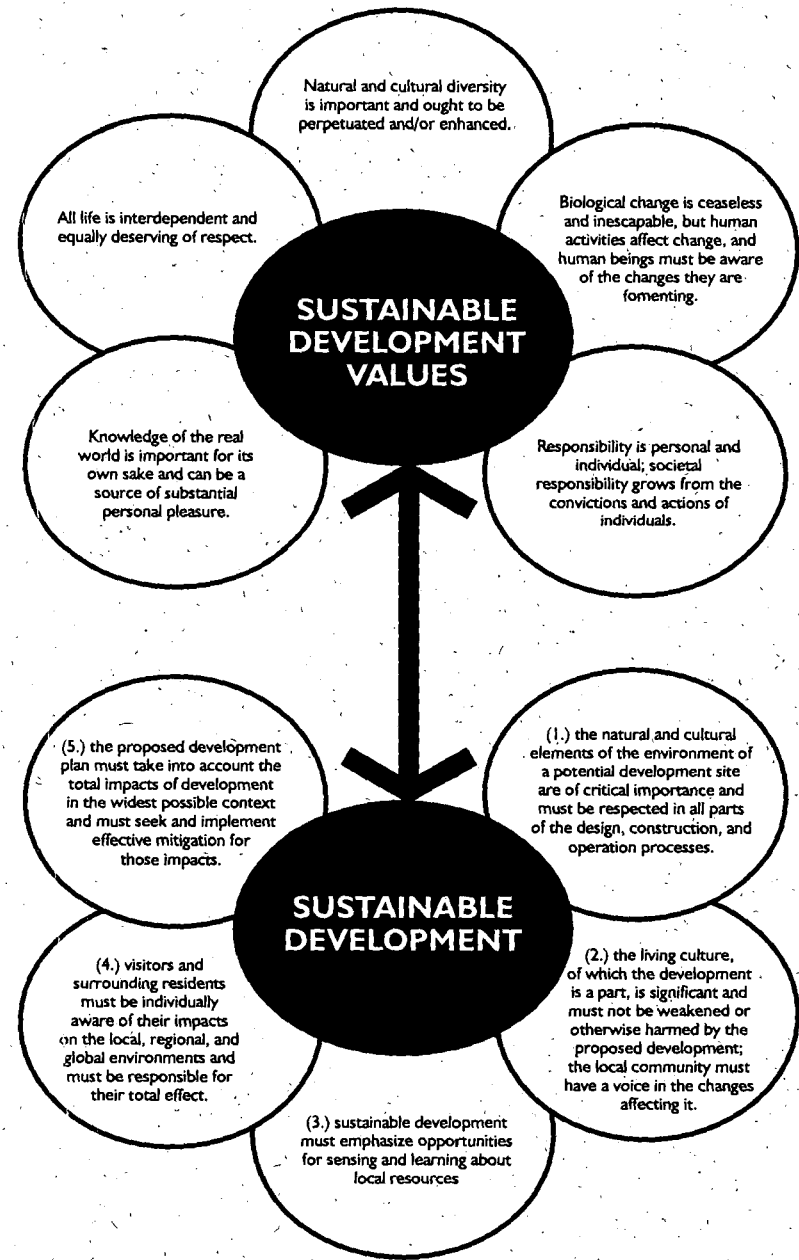 Natural and cultural diversity
is important and ought to be
perpetuated and/or enhanced.
All life is interdependent and
equally deserving of respect.
Biological change is ceaseless
and inescapable, but human
activities affect change, and
human beings must be aware
of the changes they are
fomenting.
SUSTAINABLE
DEVELOPMENT
VALUES
Knowledge of the real
world is important for its
own sake and can be a
source of substantial
personal pleasure.
Responsibility is personal and
individual; societal
responsibility grows from the
convictions and actions of
individuals.
(5.) the proposed development
plan must take into account the
total impacts of development
in the widest possible context
and must seek and implement
effective mitigation for
those impacts.
(1.) the natural and cultural
elements of the environment of
a potential development site
are of critical importance and
must be respected in all parts
of the design, construction, and
operation processes.
SUSTAINABLE
DEVELOPMENT
(4.) visitors and
surrounding residents
must be individually
aware of their impacts
on the local, regional, and
global environments and
must be responsible for
their total effect.
(2.) the living culture,
of which the development
is a part, is significant and
must not be weakened or
otherwise harmed by the
proposed development;
the local community must
have a voice in the changes
affecting it.
(3.) sustainable development
must emphasize opportunities
for sensing and learning about
local resources